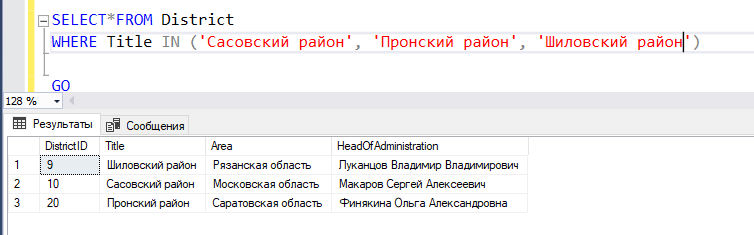 SELECT*FROM District
WHERE Title IN ('Сасовский район', 'Пронский район', 'Шиловский район')
GO
128 %
Результаты Сообщения
DistrictID Title Area HeadOfAdministration
1 9 Шиловский район Рязанская область Луканцов Владимир Владимирович
2 10 Сасовский район Московская область Макаров Сергей Алексеевич
3 20 Пронский район Саратовская область Финякина Ольга Александровна